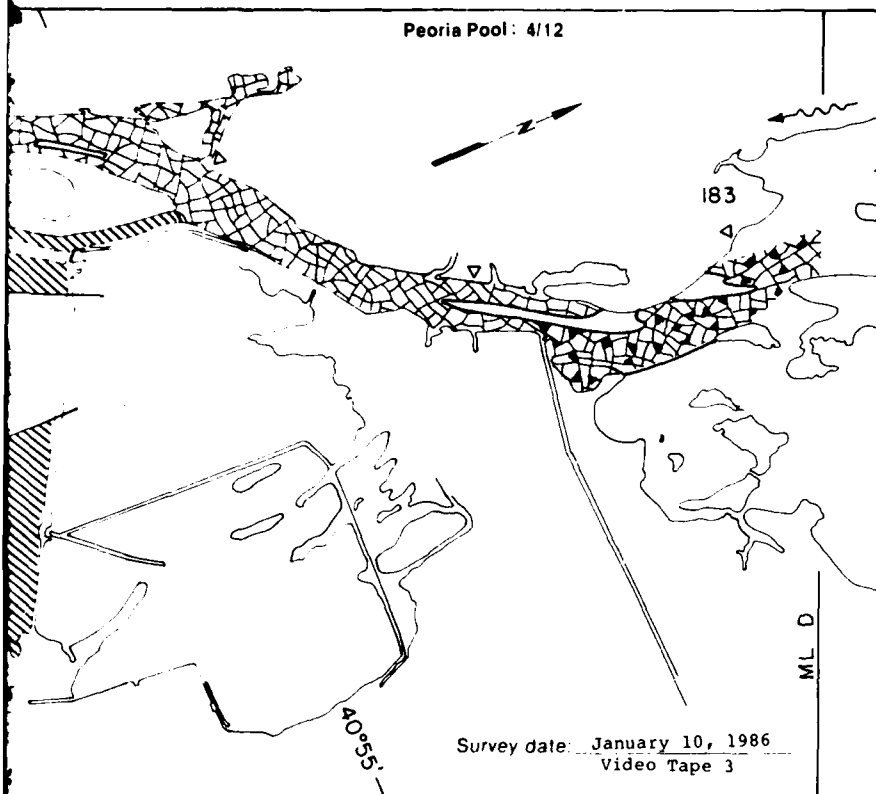 Peoria Pool: 4/12
N
183
ML D
40°55'
Survey date: January 10, 1986
Video Tape 3